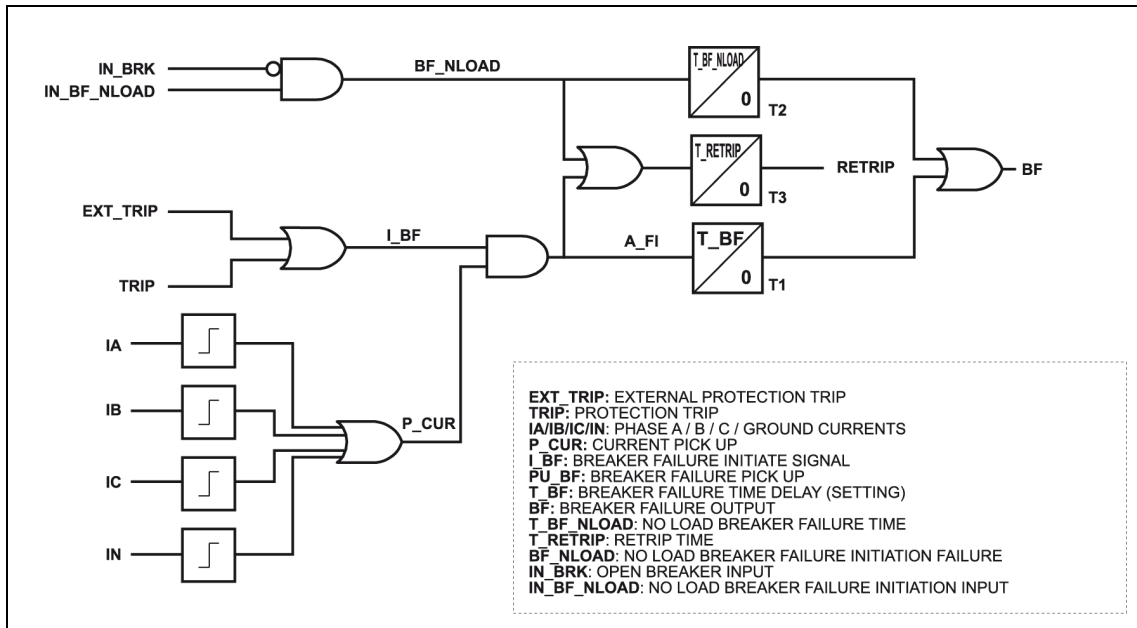 IN_BRK
IN_BF_NLOAD
BF_NLOAD
T_BF_NLOAD
0
T2
T_RETRIP
0
T3
RETRIP
BF
EXT_TRIP
TRIP
I_BF
A_FI
T_BF
0
T1
IA
IB
IC
IN
P_CUR
EXT_TRIP: EXTERNAL PROTECTION TRIP
TRIP: PROTECTION TRIP
IA/IB/IC/IN: PHASE A / B / C / GROUND CURRENTS
P_CUR: CURRENT PICK UP
I_BF: BREAKER FAILURE INITIATE SIGNAL
PU_BF: BREAKER FAILURE PICK UP
T_BF: BREAKER FAILURE TIME DELAY (SETTING)
BF: BREAKER FAILURE OUTPUT
T_BF_NLOAD: NO LOAD BREAKER FAILURE TIME
T_RETRIP: RETRIP TIME
BF_NLOAD: NO LOAD BREAKER FAILURE INITIATION FAILURE
IN_BRK: OPEN BREAKER INPUT
IN_BF_NLOAD: NO LOAD BREAKER FAILURE INITIATION INPUT